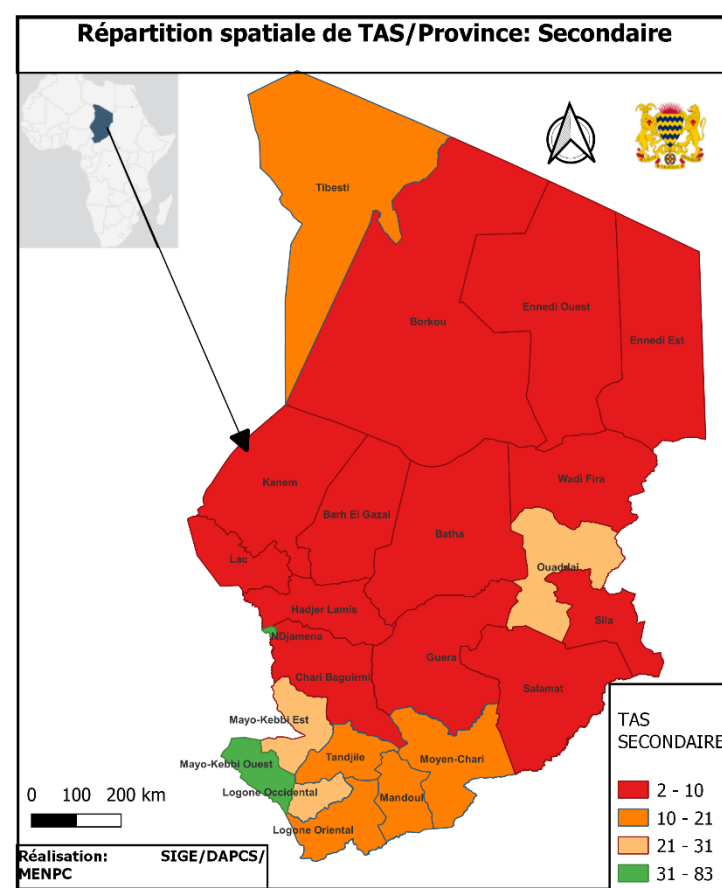 Répartition spatiale de TAS/Province: Secondaire
Tibesti
Borkou
Ennedi Ouest
Ennedi Est
Kanem
Barh El Gazal
Batha
Wadi Fira
Lac
Ouaddai
Hadjer Lamis
Sila
NDjamena
Guera
Chari Baguirmi
Salamat
Mayo-Kebbi Est
Tandjile
Moyen-Chari
Mayo-Kebbi Ouest
Logone Occidental
Mandoul
Logone Oriental
0 100 200 km
TAS
SECONDAIRE
2 - 10
10 - 21
21 - 31
31 - 83
Réalisation: SIGE/DAPCS/
MENPC